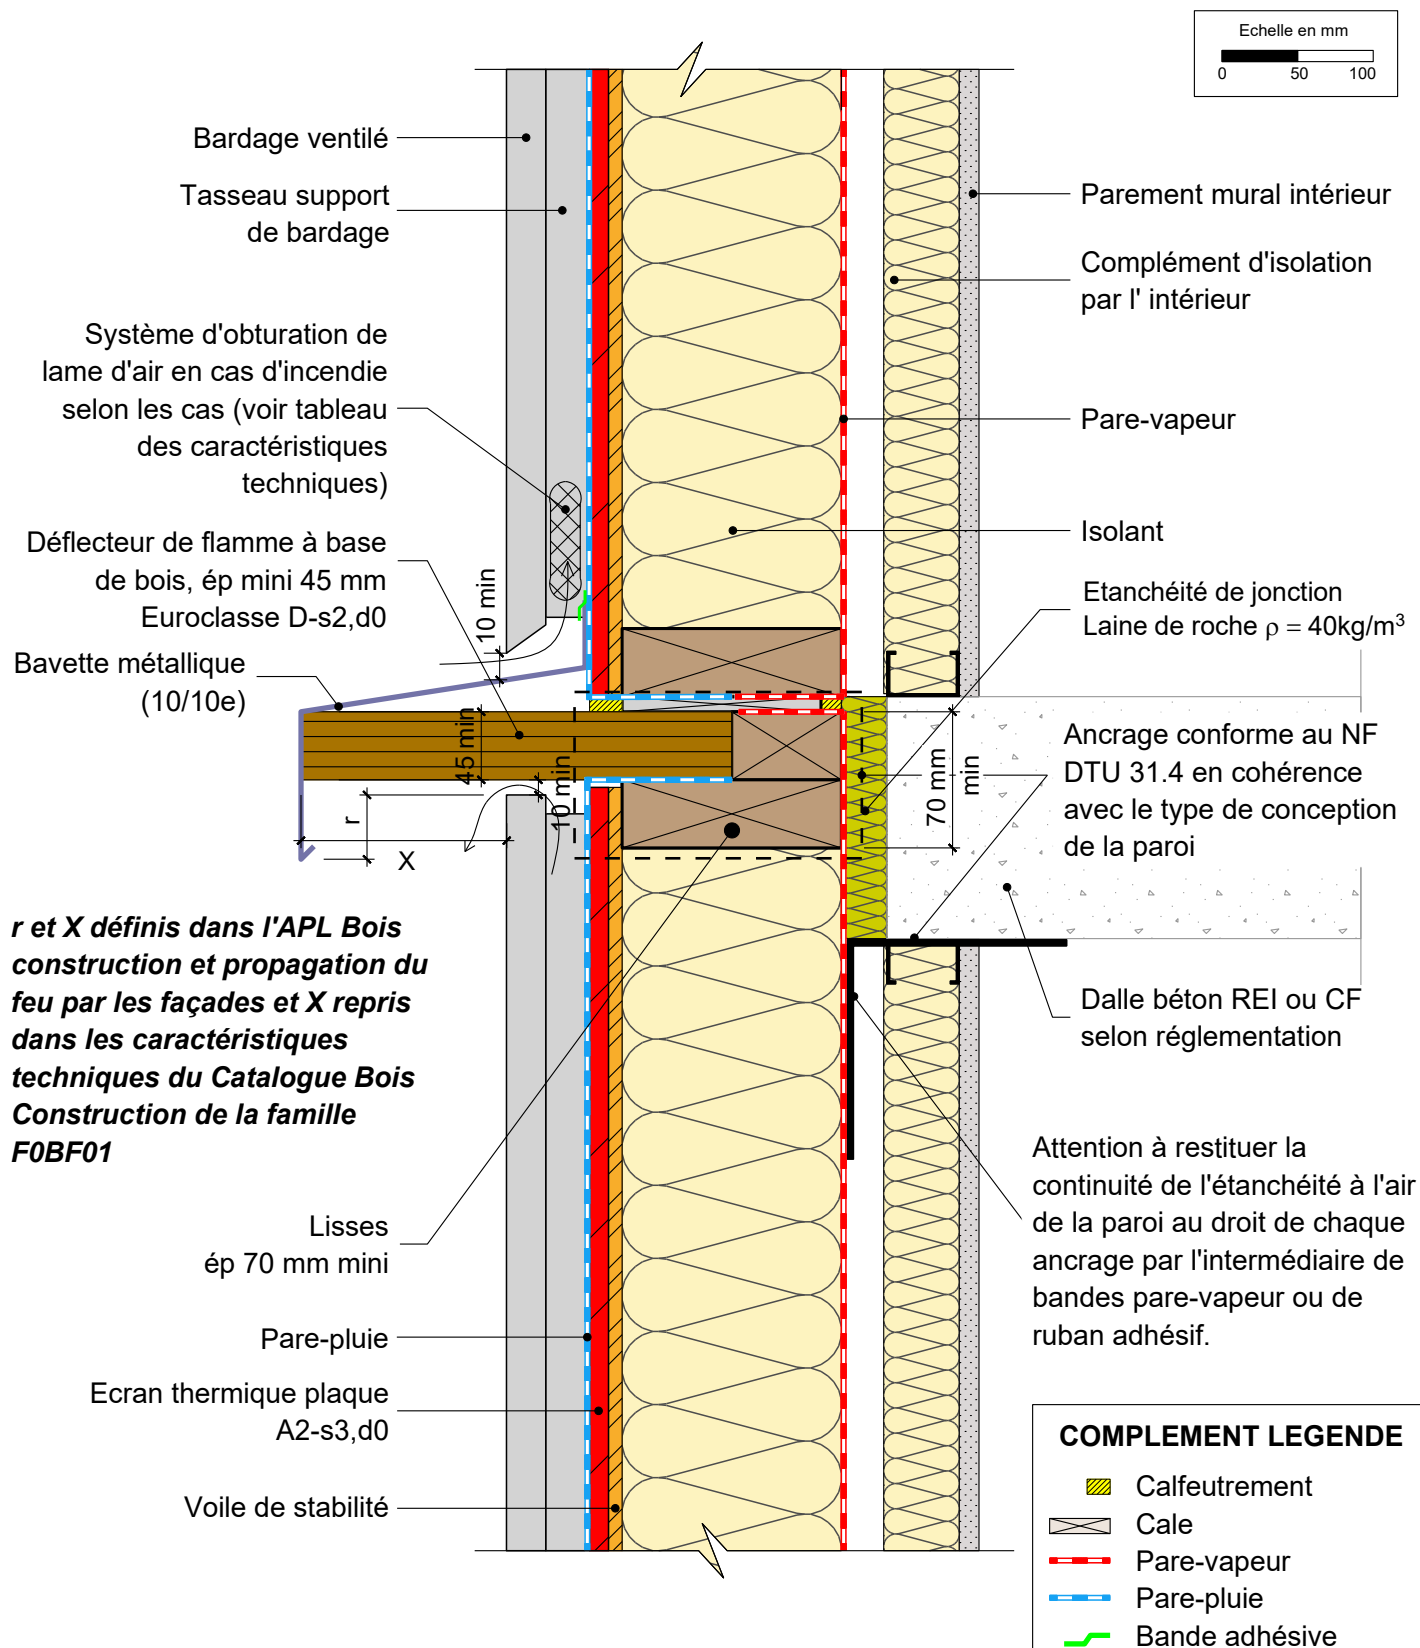 Echelle en mm
0 50 100
Bardage ventilé
Tasseau support
de bardage
Système d'obturation de
lame d'air en cas d'incendie
selon les cas (voir tableau
des caractéristiques
techniques)
Déflecteur de flamme à base
de bois, ép mini 45 mm
Euroclasse D-s2,d0
Bavette métallique
(10/10e)
10 min
45 min
10 min
r
X
70 mm
min
Parement mural intérieur
Complément d'isolation
par l' intérieur
Pare-vapeur
Isolant
Etanchéité de jonction
Laine de roche ρ = 40kg/m³
Ancrage conforme au NF
DTU 31.4 en cohérence
avec le type de conception
de la paroi
Dalle béton REI ou CF
selon réglementation
r et X définis dans l'APL Bois
construction et propagation du
feu par les façades et X repris
dans les caractéristiques
techniques du Catalogue Bois
Construction de la famille
F0BF01
Lisses
ép 70 mm mini
Pare-pluie
Ecran thermique plaque
A2-s3,d0
Voile de stabilité
Attention à restituer la
continuité de l'étanchéité à l'air
de la paroi au droit de chaque
ancrage par l'intermédiaire de
bandes pare-vapeur ou de
ruban adhésif.
COMPLEMENT LEGENDE
Calfeutrement
Cale
Pare-vapeur
Pare-pluie
Bande adhésive